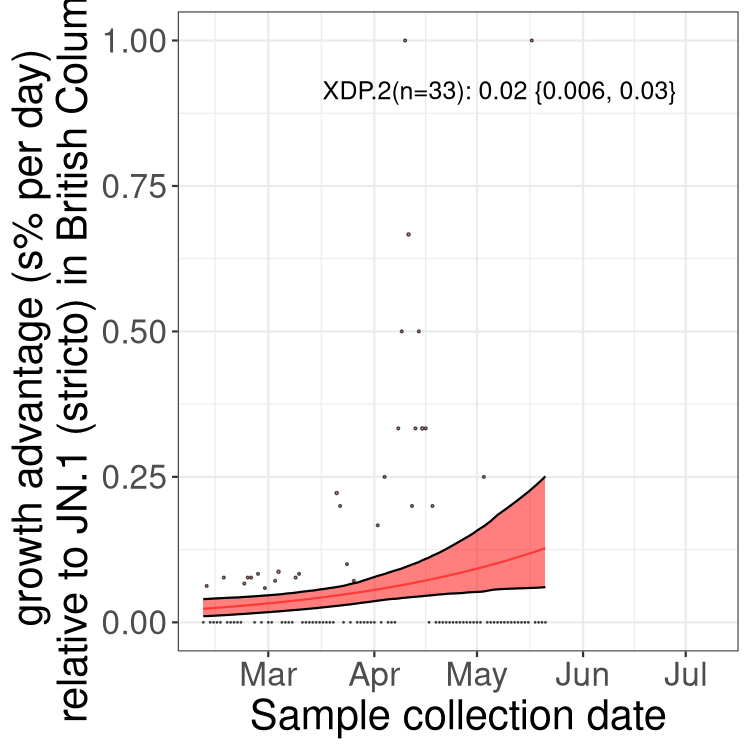 growth advantage (s% per day)
relative to JN.1 (stricto) in British Colum
1.00
0.75
0.50
0.25
0.00
XDP.2(n=33): 0.02 {0.006, 0.03}
Mar Apr May Jun Jul
Sample collection date